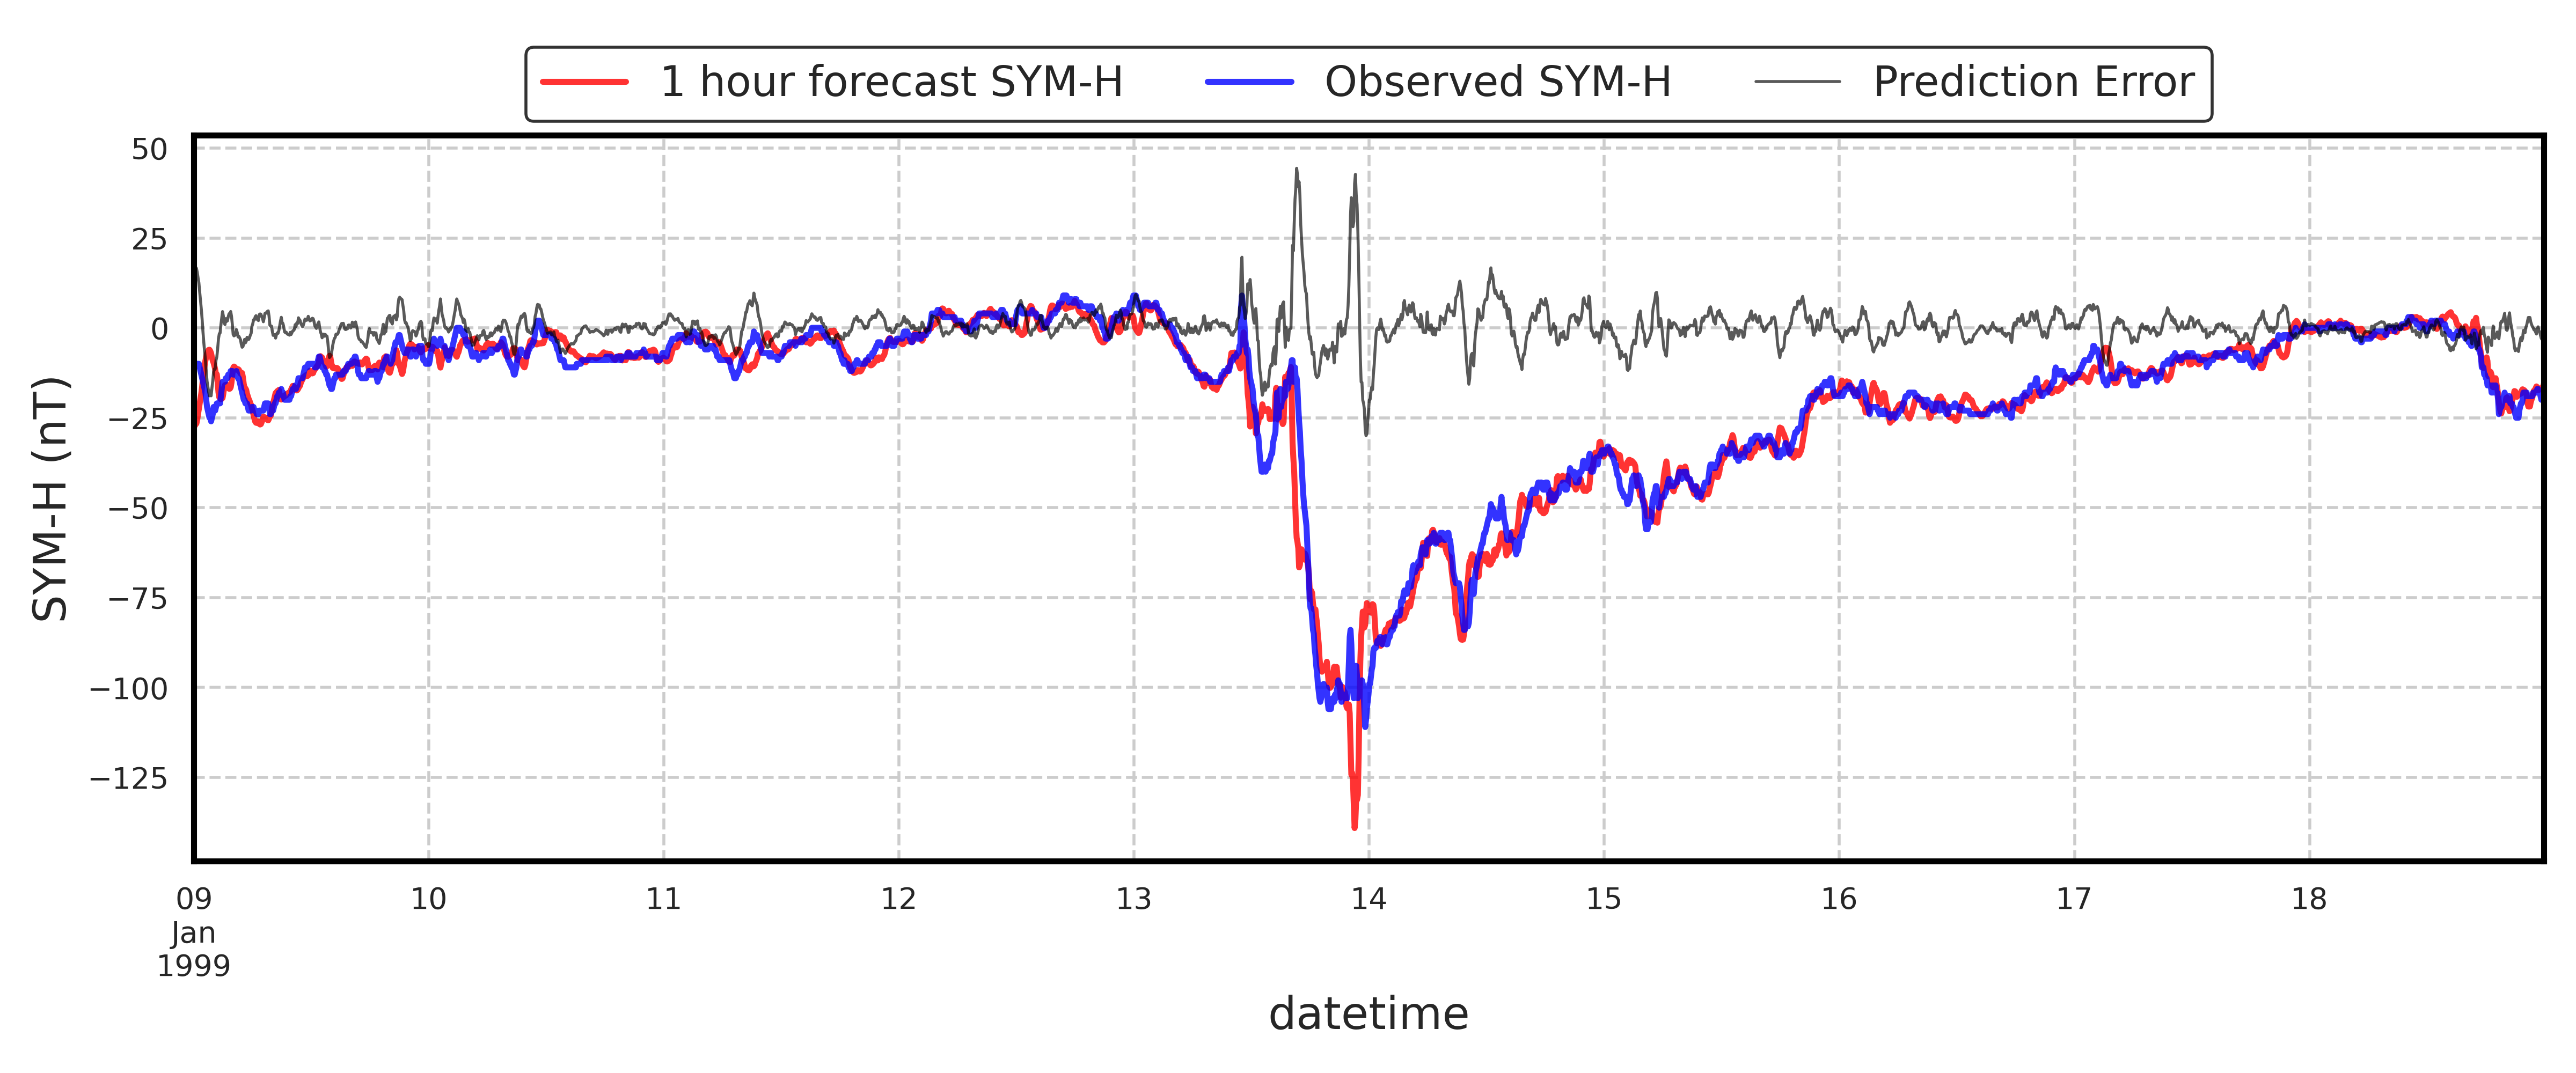 1 hour forecast SYM-H Observed SYM-H Prediction Error
50
25
0
−25
−50
−75
−100
−125
SYM-H (nT)
09 10 11 12 13 14 15 16 17 18
Jan
1999
datetime